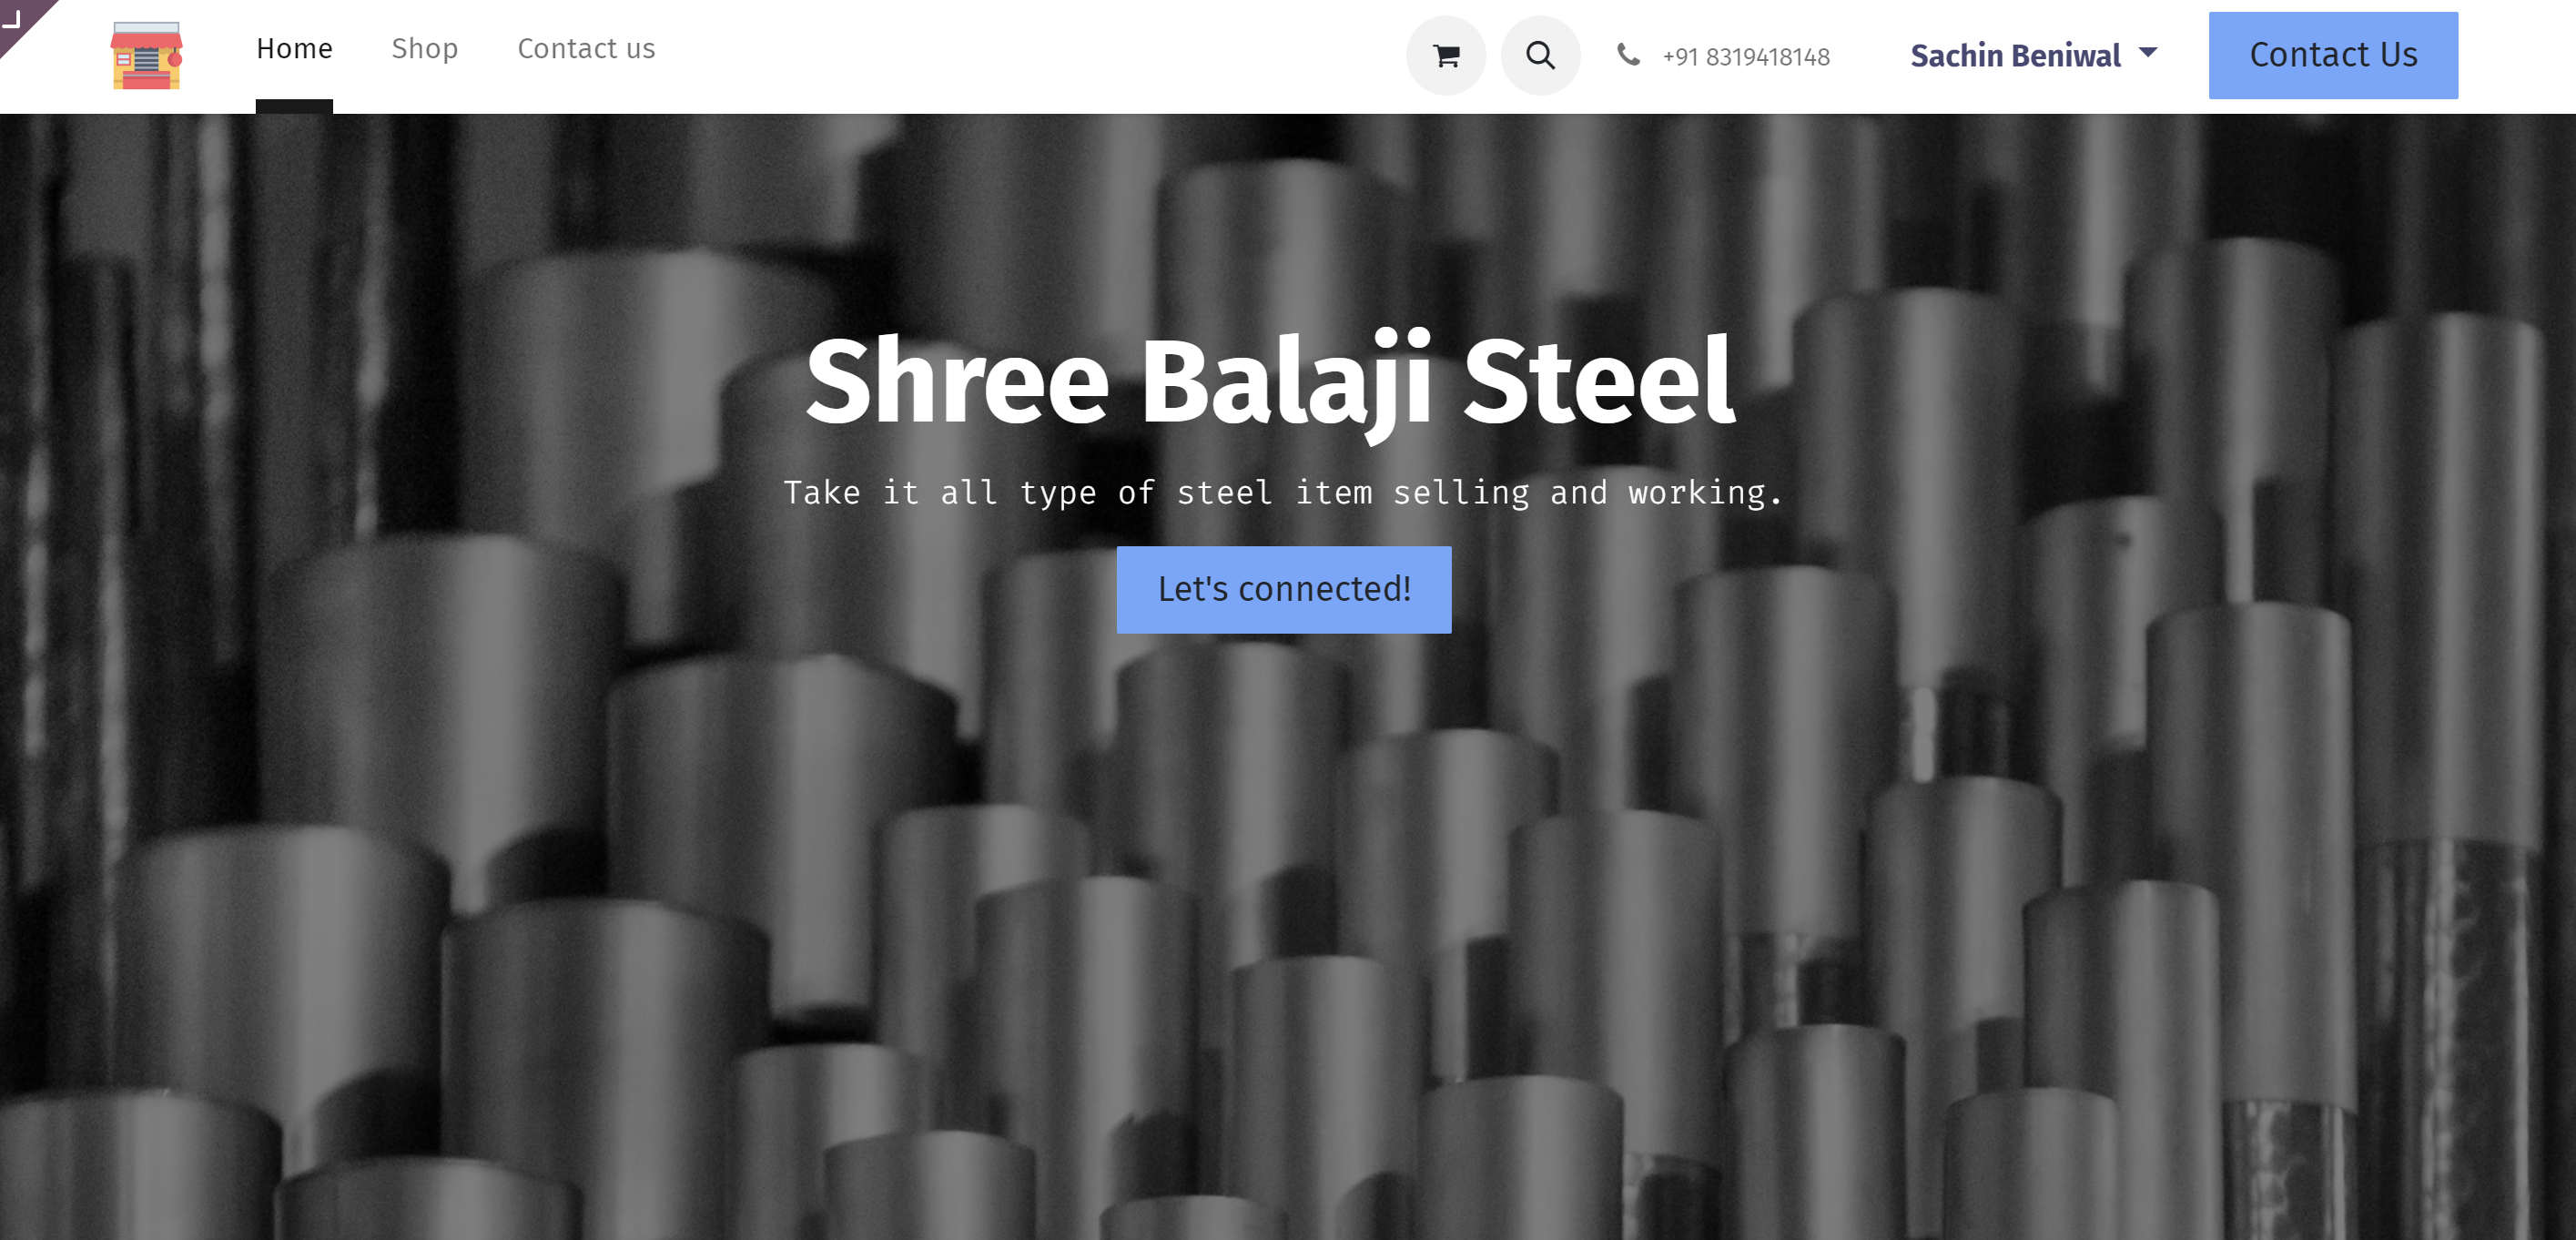 Home Shop Contact us +91 8319418148 Sachin Beniwal Contact Us
Shree Balaji Steel
Take it all type of steel item selling and working.
Let's connected!